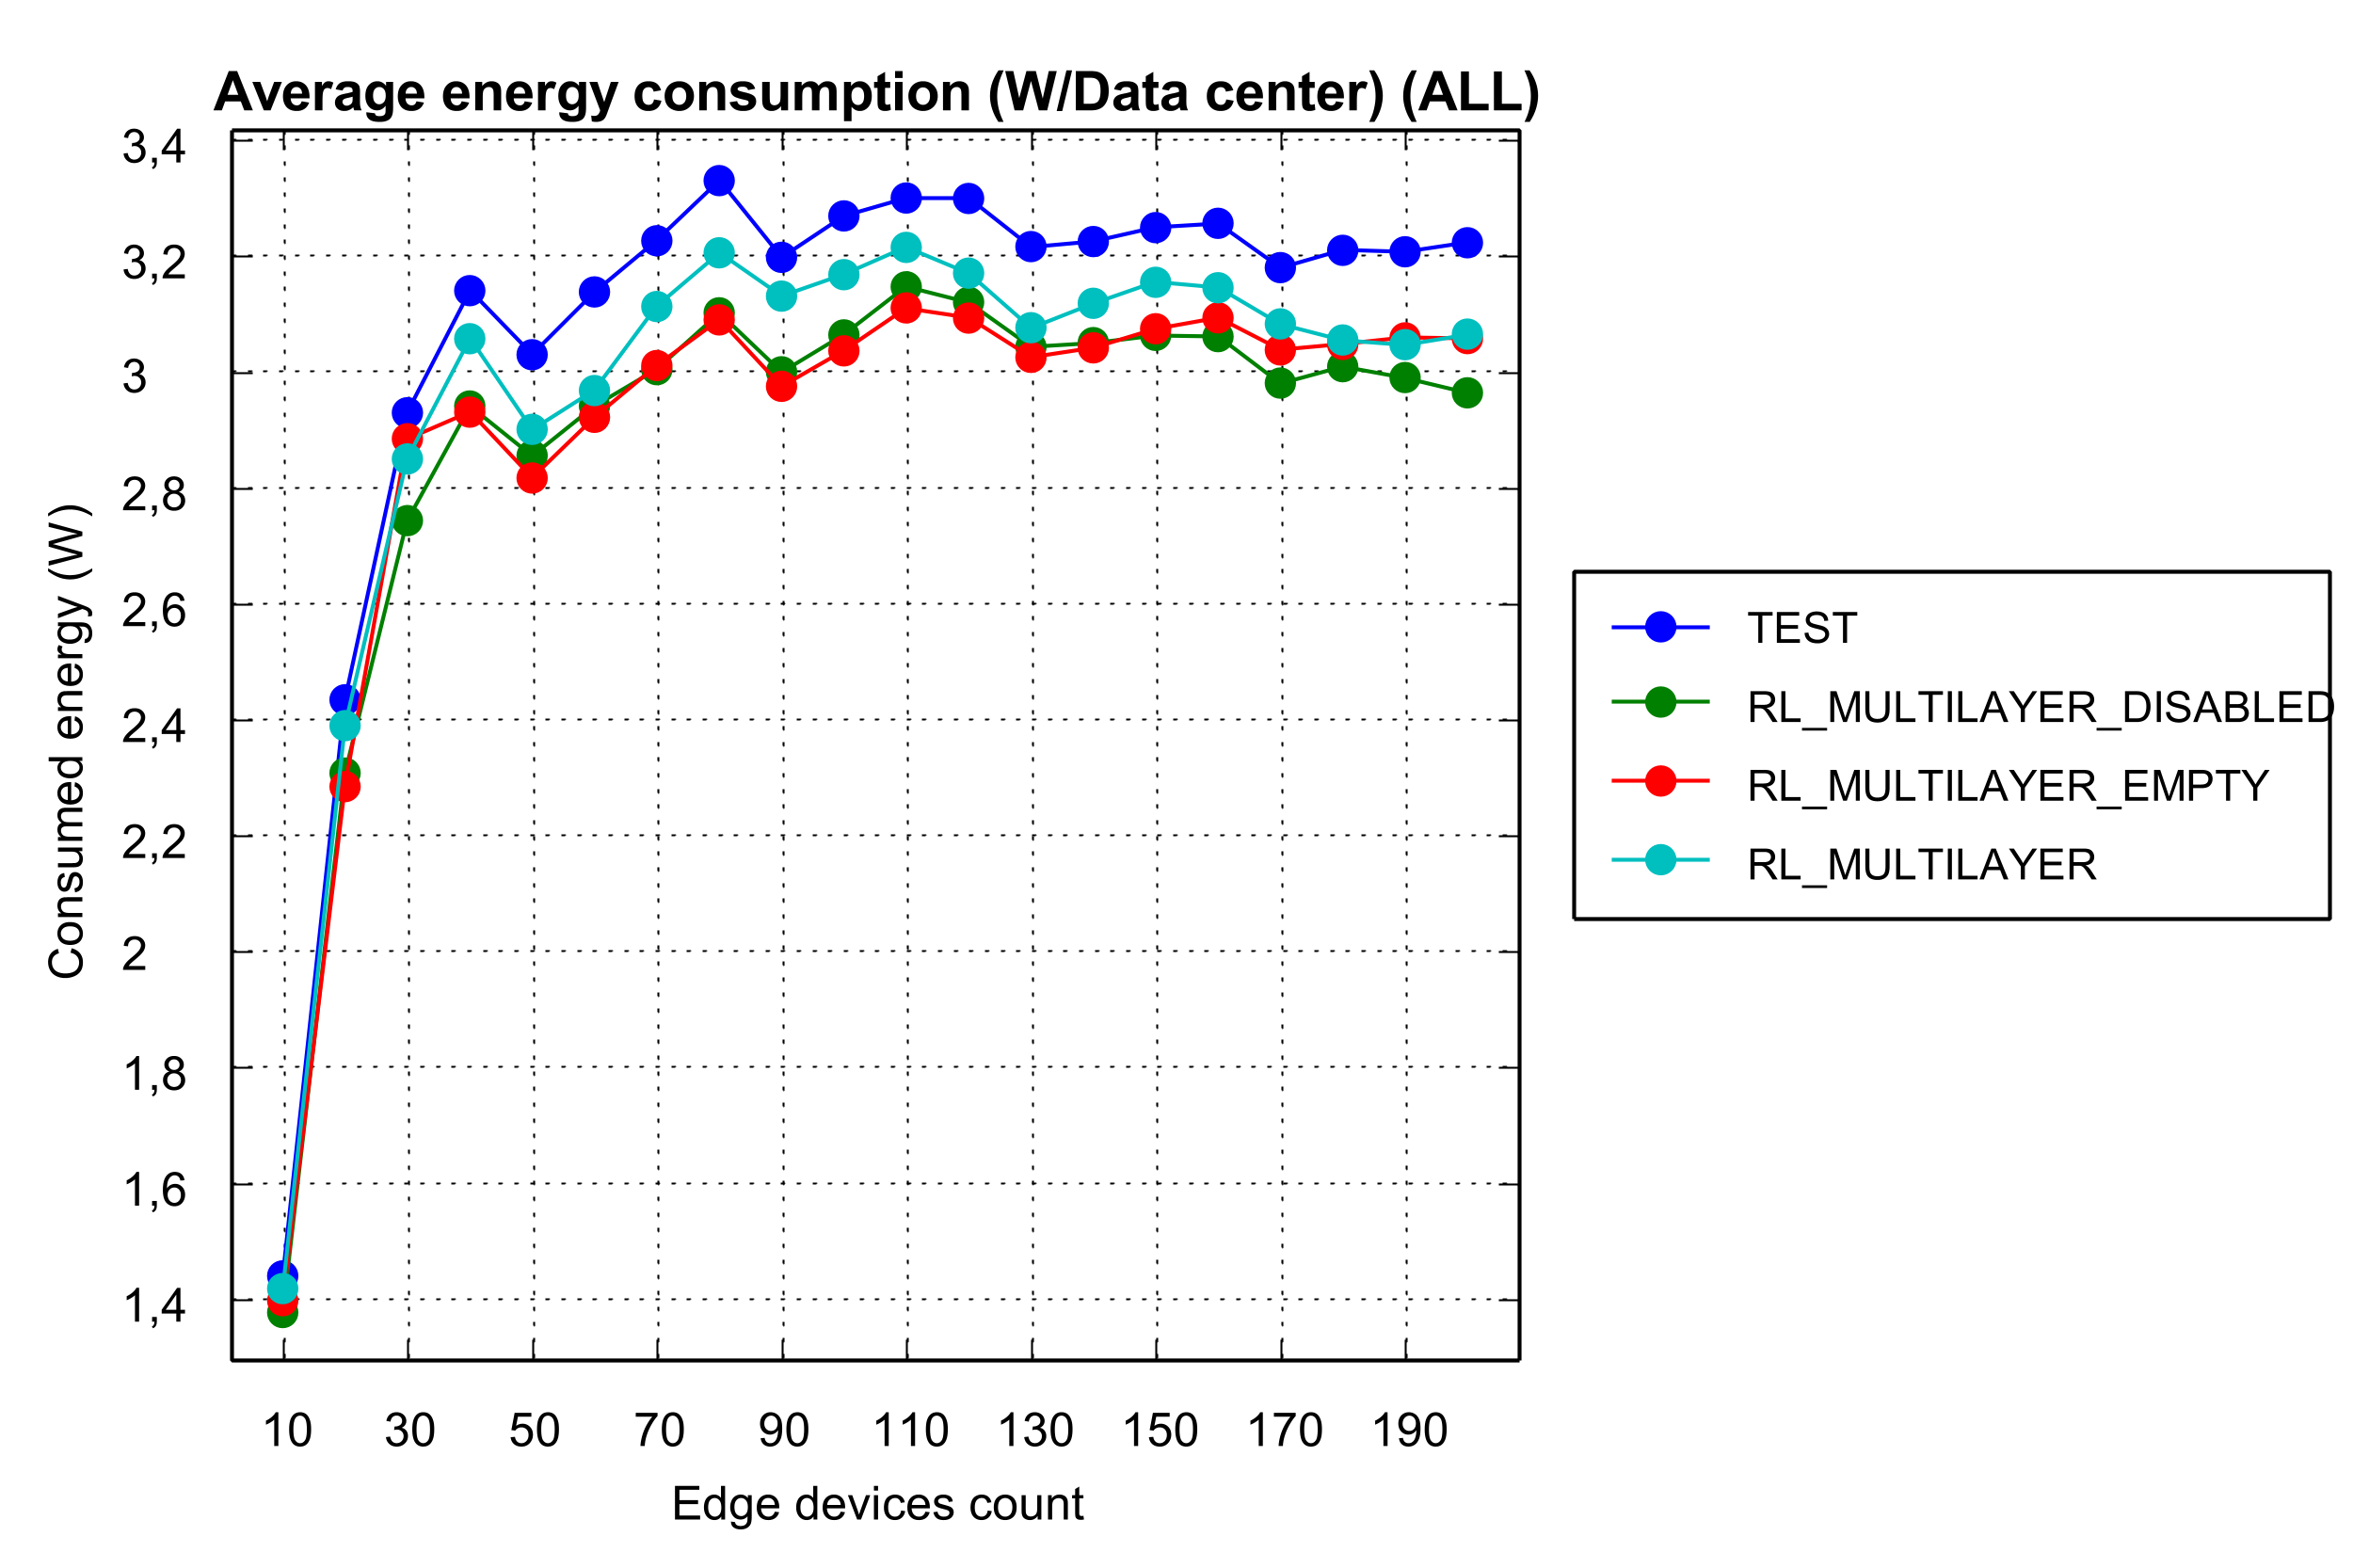 Average energy consumption (W/Data center) (ALL)
3,4
3,2
3
2,8
2,6
2,4
2,2
2
1,8
1,6
1,4
Consumed energy (W)
10 30 50 70 90 110 130 150 170 190
Edge devices count
TEST
RL_MULTILAYER_DISABLED
RL_MULTILAYER_EMPTY
RL_MULTILAYER